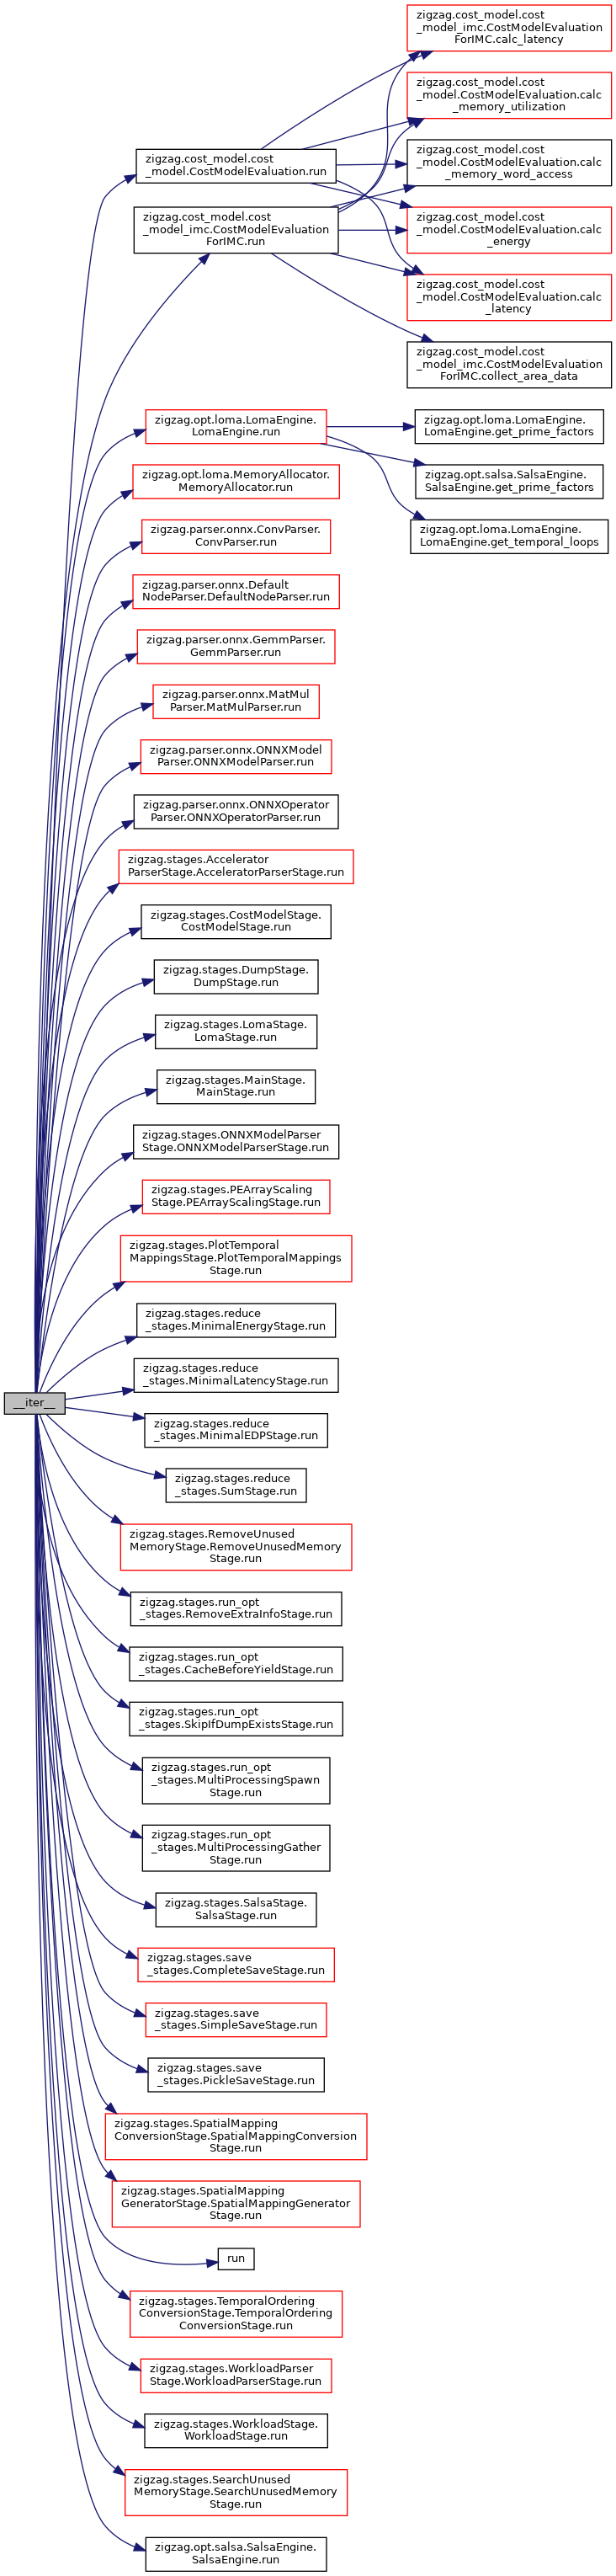 zigzag.cost_model.cost
_model_imc.CostModelEvaluation
ForIMC.calc_latency
zigzag.cost_model.cost
_model.CostModelEvaluation.calc
_memory_utilization
zigzag.cost_model.cost
_model.CostModelEvaluation.run
zigzag.cost_model.cost
_model.CostModelEvaluation.calc
_memory_word_access
zigzag.cost_model.cost
_model_imc.CostModelEvaluation
ForIMC.run
zigzag.cost_model.cost
_model.CostModelEvaluation.calc
_energy
zigzag.cost_model.cost
_model.CostModelEvaluation.calc
_latency
zigzag.cost_model.cost
_model_imc.CostModelEvaluation
ForIMC.collect_area_data
zigzag.opt.loma.LomaEngine.
LomaEngine.run
zigzag.opt.loma.LomaEngine.
LomaEngine.get_prime_factors
zigzag.opt.salsa.SalsaEngine.
SalsaEngine.get_prime_factors
zigzag.opt.loma.LomaEngine.
LomaEngine.get_temporal_loops
zigzag.opt.loma.MemoryAllocator.
MemoryAllocator.run
zigzag.parser.onnx.ConvParser.
ConvParser.run
zigzag.parser.onnx.Default
NodeParser.DefaultNodeParser.run
zigzag.parser.onnx.GemmParser.
GemmParser.run
zigzag.parser.onnx.MatMul
Parser.MatMulParser.run
zigzag.parser.onnx.ONNXModel
Parser.ONNXModelParser.run
zigzag.parser.onnx.ONNXOperator
Parser.ONNXOperatorParser.run
zigzag.stages.Accelerator
ParserStage.AcceleratorParserStage.run
zigzag.stages.CostModelStage.
CostModelStage.run
zigzag.stages.DumpStage.
DumpStage.run
zigzag.stages.LomaStage.
LomaStage.run
zigzag.stages.MainStage.
MainStage.run
zigzag.stages.ONNXModelParser
Stage.ONNXModelParserStage.run
zigzag.stages.PEArrayScaling
Stage.PEArrayScalingStage.run
zigzag.stages.PlotTemporal
MappingsStage.PlotTemporalMappings
Stage.run
zigzag.stages.reduce
_stages.MinimalEnergyStage.run
zigzag.stages.reduce
_stages.MinimalLatencyStage.run
__iter__
zigzag.stages.reduce
_stages.MinimalEDPStage.run
zigzag.stages.reduce
_stages.SumStage.run
zigzag.stages.RemoveUnused
MemoryStage.RemoveUnusedMemory
Stage.run
zigzag.stages.run_opt
_stages.RemoveExtraInfoStage.run
zigzag.stages.run_opt
_stages.CacheBeforeYieldStage.run
zigzag.stages.run_opt
_stages.SkipIfDumpExistsStage.run
zigzag.stages.run_opt
_stages.MultiProcessingSpawn
Stage.run
zigzag.stages.run_opt
_stages.MultiProcessingGather
Stage.run
zigzag.stages.SalsaStage.
SalsaStage.run
zigzag.stages.save
_stages.CompleteSaveStage.run
zigzag.stages.save
_stages.SimpleSaveStage.run
zigzag.stages.save
_stages.PickleSaveStage.run
zigzag.stages.SpatialMapping
ConversionStage.SpatialMappingConversion
Stage.run
zigzag.stages.SpatialMapping
GeneratorStage.SpatialMappingGenerator
Stage.run
run
zigzag.stages.TemporalOrdering
ConversionStage.TemporalOrdering
ConversionStage.run
zigzag.stages.WorkloadParser
Stage.WorkloadParserStage.run
zigzag.stages.WorkloadStage.
WorkloadStage.run
zigzag.stages.SearchUnused
MemoryStage.SearchUnusedMemory
Stage.run
zigzag.opt.salsa.SalsaEngine.
SalsaEngine.run